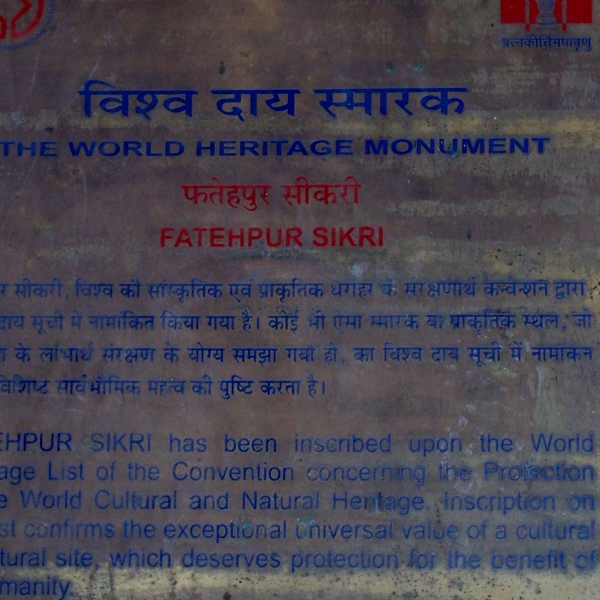 प्रत्नकीर्त्तिमपावृणु
विश्व दाय स्मारक
THE WORLD HERITAGE MONUMENT
फतेहपुर सीकरी
FATEHPUR SIKRI
र सीकरी, विश्व की सांस्कृतिक एवं प्राकृतिक धरोहर के संरक्षणार्थ कन्वेन्शन द्वारा
दाय सूची में नामांकित किया गया है। कोई भी ऐसा स्मारक या प्राकृतिक स्थल, जो
के लाभार्थ संरक्षण के योग्य समझा गया हो, का विश्व दाय सूची में नामांकन
विशिष्ट सार्वभौमिक महत्व की पुष्टि करता है।
EHPUR SIKRI has been inscribed upon the World
age List of the Convention concerning the Protection
e World Cultural and Natural Heritage. Inscription on
st confirms the exceptional universal value of a cultural
tural site, which deserves protection for the benefit of
manity